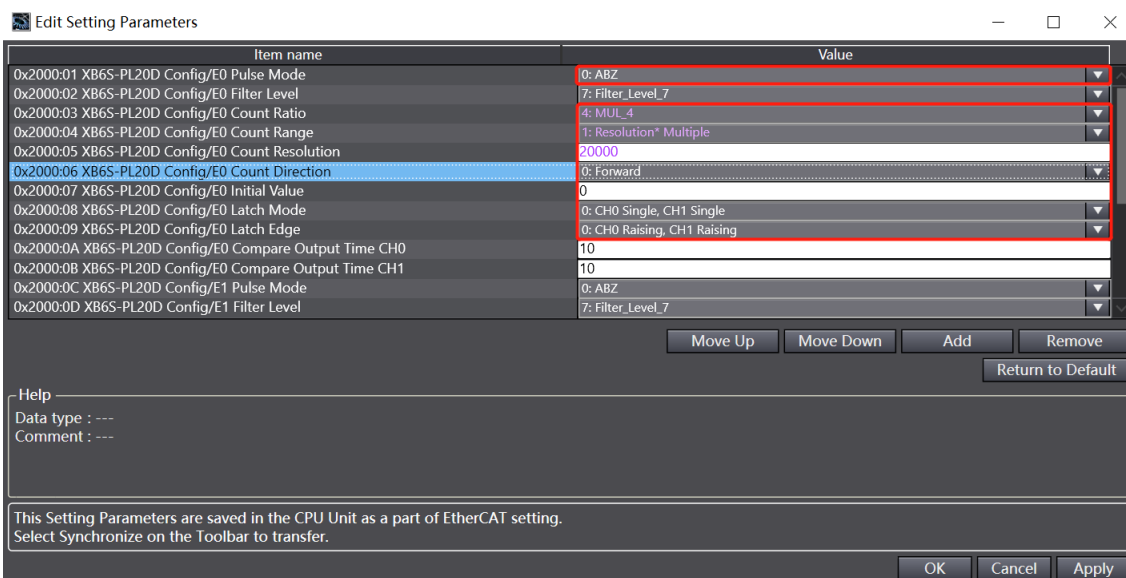 Edit Setting Parameters
Item name Value
0x2000:01 XB6S-PL20D Config/E0 Pulse Mode 0: ABZ
0x2000:02 XB6S-PL20D Config/E0 Filter Level 7: Filter_Level_7
0x2000:03 XB6S-PL20D Config/E0 Count Ratio 4: MUL_4
0x2000:04 XB6S-PL20D Config/E0 Count Range 1: Resolution* Multiple
0x2000:05 XB6S-PL20D Config/E0 Count Resolution 20000
0x2000:06 XB6S-PL20D Config/E0 Count Direction 0: Forward
0x2000:07 XB6S-PL20D Config/E0 Initial Value 0
0x2000:08 XB6S-PL20D Config/E0 Latch Mode 0: CH0 Single, CH1 Single
0x2000:09 XB6S-PL20D Config/E0 Latch Edge 0: CH0 Raising, CH1 Raising
0x2000:0A XB6S-PL20D Config/E0 Compare Output Time CH0 10
0x2000:0B XB6S-PL20D Config/E0 Compare Output Time CH1 10
0x2000:0C XB6S-PL20D Config/E1 Pulse Mode 0: ABZ
0x2000:0D XB6S-PL20D Config/E1 Filter Level 7: Filter_Level_7
Move Up Move Down Add Remove
Return to Default
Help
Data type : ---
Comment : ---
This Setting Parameters are saved in the CPU Unit as a part of EtherCAT setting.
Select Synchronize on the Toolbar to transfer.
OK Cancel Apply